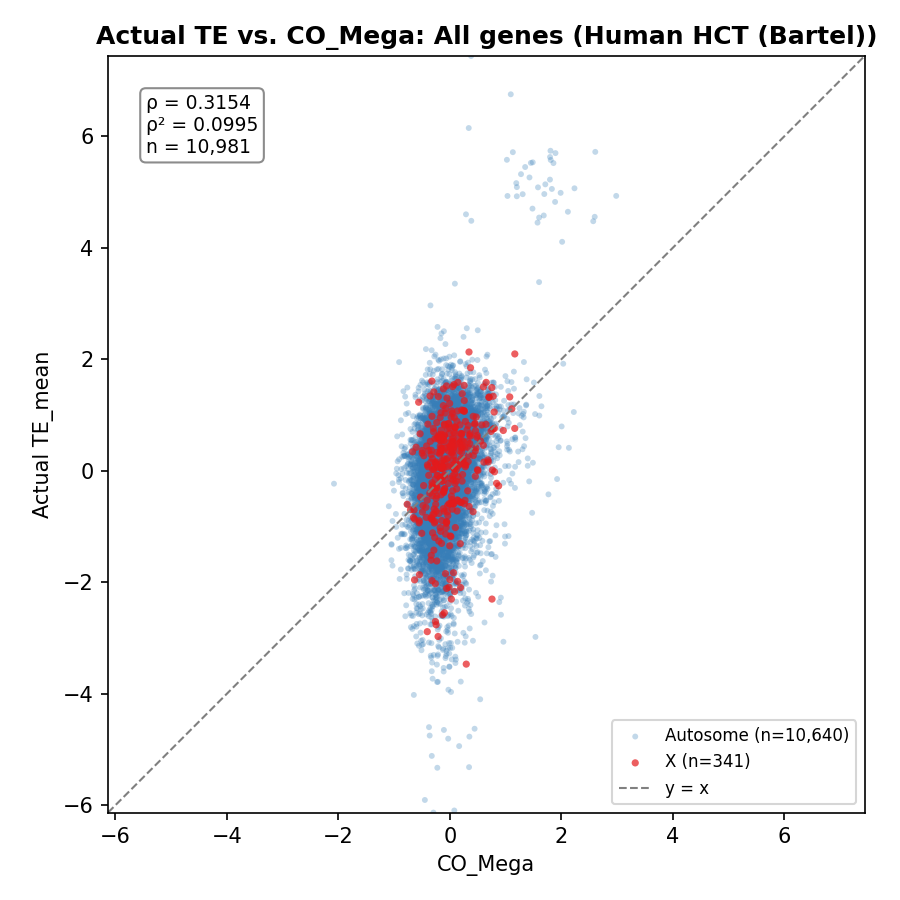 Actual TE vs. CO_Mega: All genes (Human HCT (Bartel))
ρ = 0.3154
ρ² = 0.0995
n = 10,981
6
4
2
0
−2
−4
−6
Actual TE_mean
Autosome (n=10,640)
X (n=341)
y = x
−6 −4 −2 0 2 4 6
CO_Mega